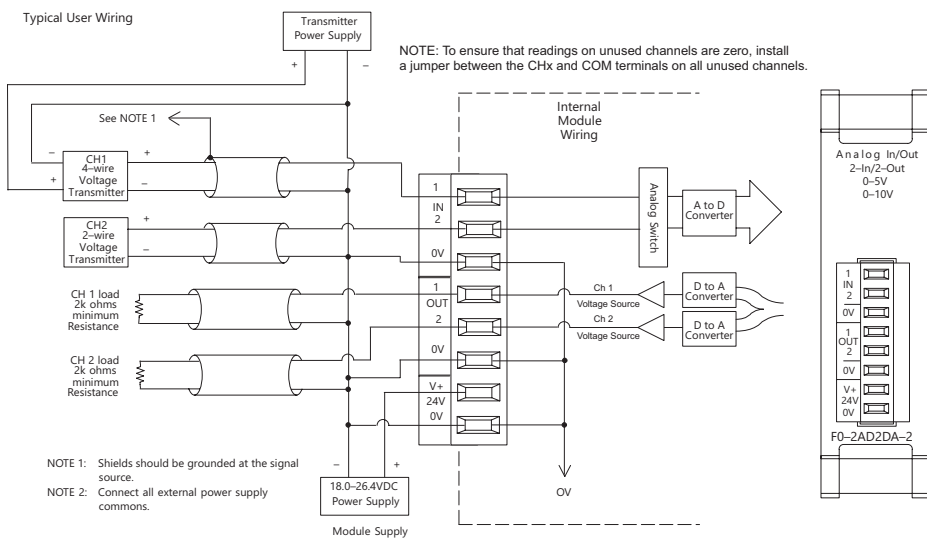 Typical User Wiring
Transmitter
Power Supply
+
–
NOTE: To ensure that readings on unused channels are zero, install
a jumper between the CHx and COM terminals on all unused channels.
See NOTE 1
Internal
Module
Wiring
–
+
CH1
4–wire
Voltage
Transmitter
+
–
CH2
2–wire
Voltage
Transmitter
+
–
CH 1 load
2k ohms
minimum
Resistance
CH 2 load
2k ohms
minimum
Resistance
1
IN
2
0V
1
OUT
2
0V
V+
24V
0V
Analog Switch
A to D
Converter
Ch 1
Voltage Source
D to A
Converter
Ch 2
Voltage Source
D to A
Converter
0V
–
+
18.0–26.4VDC
Power Supply
Module Supply
NOTE 1: Shields should be grounded at the signal
source.
NOTE 2: Connect all external power supply
commons.
Analog In/Out
2–In/2–Out
0–5V
0–10V
1
IN
2
0V
1
OUT
2
0V
V+
24V
0V
F0–2AD2DA–2